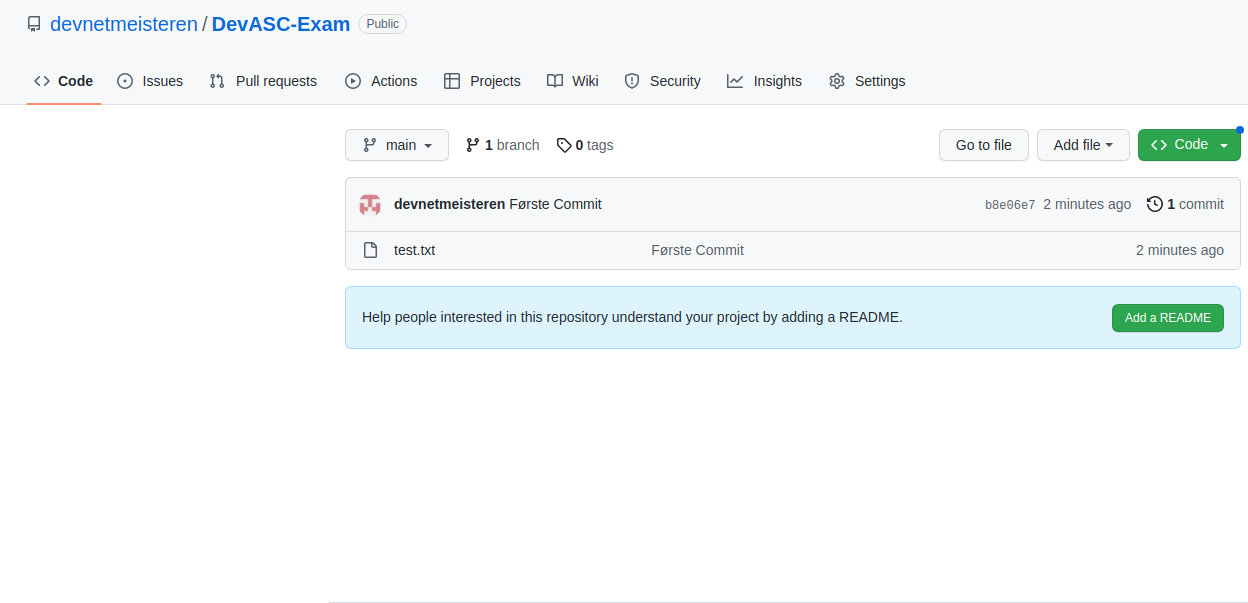 devnetmeisteren / DevASC-Exam Public
Code Issues Pull requests Actions Projects Wiki Security Insights Settings
main 1 branch 0 tags Go to file Add file Code
devnetmeisteren Første Commit b8e06e7 2 minutes ago 1 commit
test.txt Første Commit 2 minutes ago
Help people interested in this repository understand your project by adding a README. Add a README